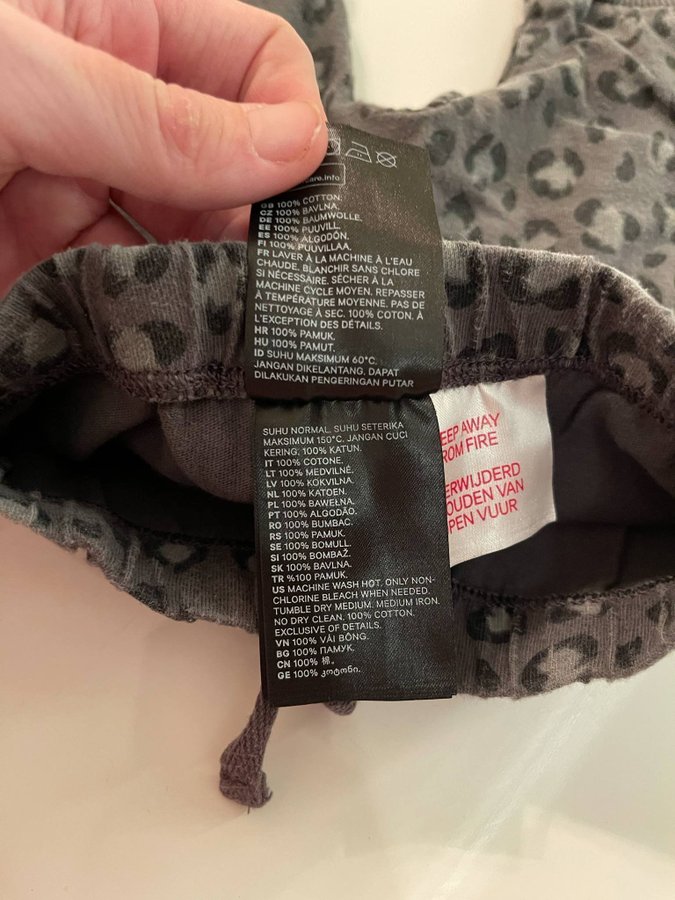 care.info
GB 100% COTTON.
CZ 100% BAVLNA.
DE 100% BAUMWOLLE.
EE 100% PUUVILL.
ES 100% ALGODÓN.
FI 100% PUUVILLAA.
FR LAVER À LA MACHINE À L'EAU
CHAUDE. BLANCHIR SANS CHLORE
SI NÉCESSAIRE. SÉCHER À LA
MACHINE CYCLE MOYEN. REPASSER
À TEMPÉRATURE MOYENNE. PAS DE
NETTOYAGE À SEC. 100% COTON. À
L'EXCEPTION DES DÉTAILS.
HR 100% PAMUK.
HU 100% PAMUT.
ID SUHU MAKSIMUM 60°C.
JANGAN DIKELANTANG. DAPAT
DILAKUKAN PENGERINGAN PUTAR
SUHU NORMAL. SUHU SETERIKA
MAKSIMUM 150°C. JANGAN CUCI
KERING. 100% KATUN.
IT 100% COTONE.
LT 100% MEDVILNĖ.
LV 100% KOKVILNA.
NL 100% KATOEN.
PL 100% BAWEŁNA.
PT 100% ALGODÃO.
RO 100% BUMBAC.
RS 100% PAMUK.
SE 100% BOMULL.
SI 100% BOMBAŽ.
SK 100% BAVLNA.
TR %100 PAMUK.
US MACHINE WASH HOT. ONLY NON-
CHLORINE BLEACH WHEN NEEDED.
TUMBLE DRY MEDIUM. MEDIUM IRON.
NO DRY CLEAN. 100% COTTON.
EXCLUSIVE OF DETAILS.
VN 100% VẢI BÔNG.
BG 100% ПАМУК.
CN 100% 棉.
GE 100% კოტონი.
EEP AWAY
ROM FIRE
ERWIJDERD
OUDEN VAN
PEN VUUR